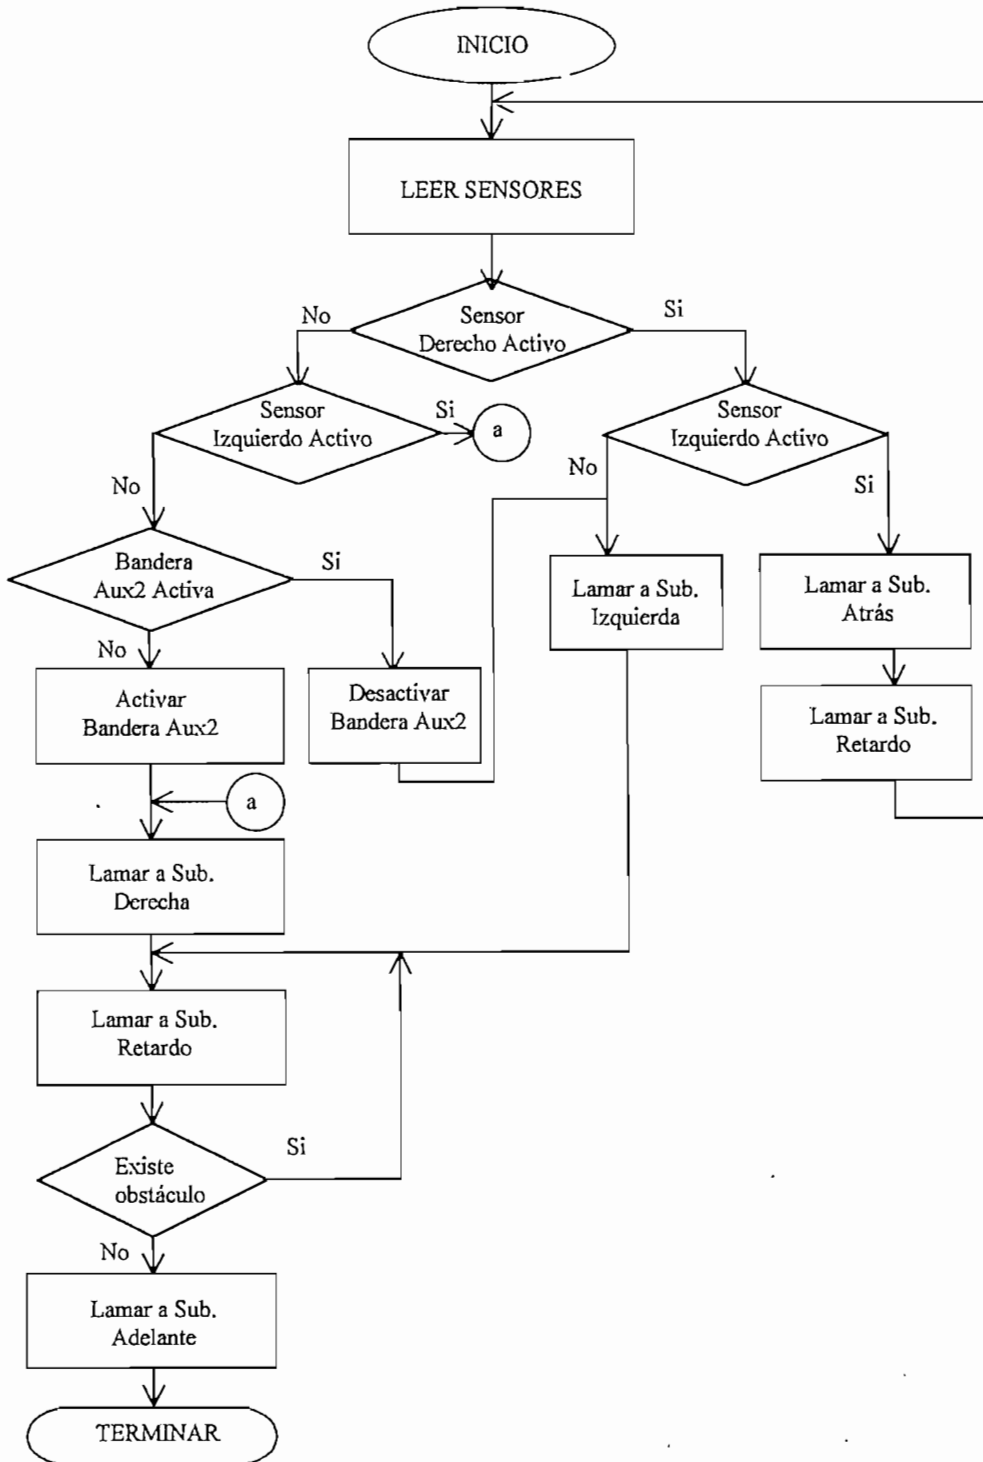 INICIO
LEER SENSORES
No
Sensor
Derecho Activo
Si
Sensor
Izquierdo Activo
Si
a
Sensor
Izquierdo Activo
No
No
Si
Bandera
Aux2 Activa
Si
Lamar a Sub.
Izquierda
Lamar a Sub.
Atrás
No
Activar
Bandera Aux2
Desactivar
Bandera Aux2
Lamar a Sub.
Retardo
a
Lamar a Sub.
Derecha
Lamar a Sub.
Retardo
Existe
obstáculo
Si
No
Lamar a Sub.
Adelante
TERMINAR